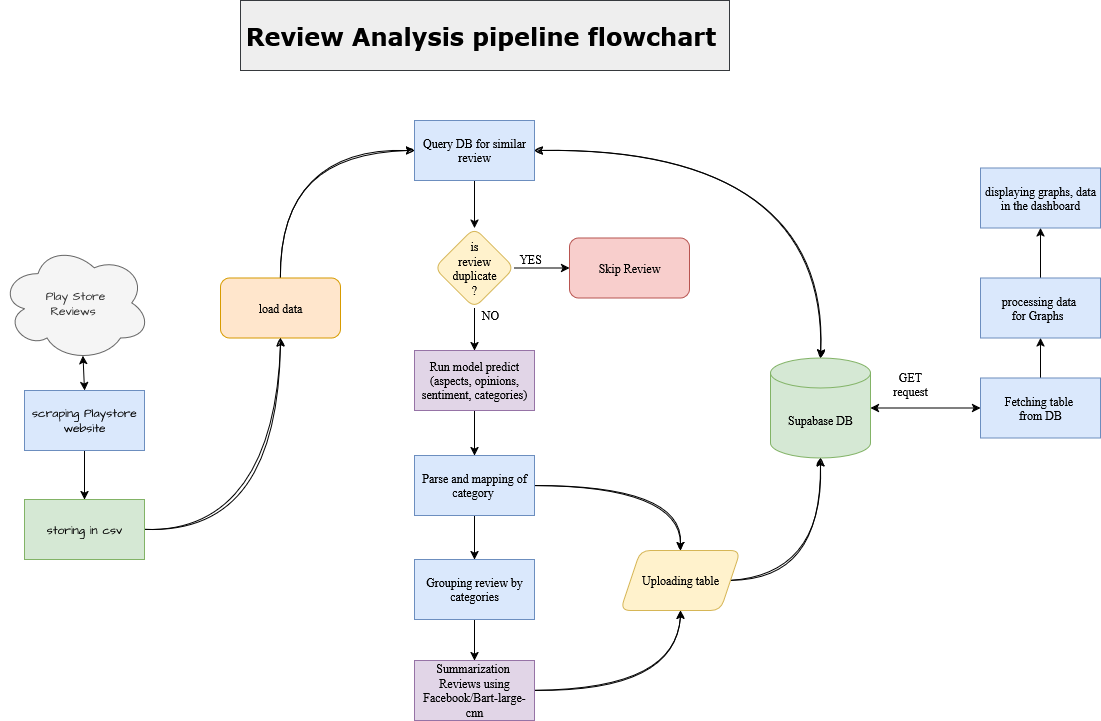 Review Analysis pipeline flowchart
Query DB for similar
review
is
review
duplicate
?
YES
Skip Review
NO
Play Store
Reviews
load data
scraping Playstore
website
storing in csv
Run model predict
(aspects, opinions,
sentiment, categories)
Parse and mapping of
category
Grouping review by
categories
Summarization
Reviews using
Facebook/Bart-large-
cnn
Uploading table
Supabase DB
GET
request
Fetching table
from DB
processing data
for Graphs
displaying graphs, data
in the dashboard